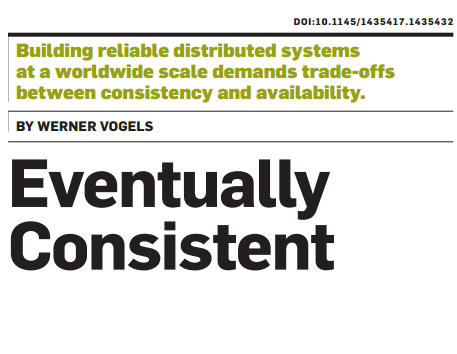 DOI:10.1145/1435417.1435432
Building reliable distributed systems
at a worldwide scale demands trade-offs
between consistency and availability.
BY WERNER VOGELS
Eventually
Consistent